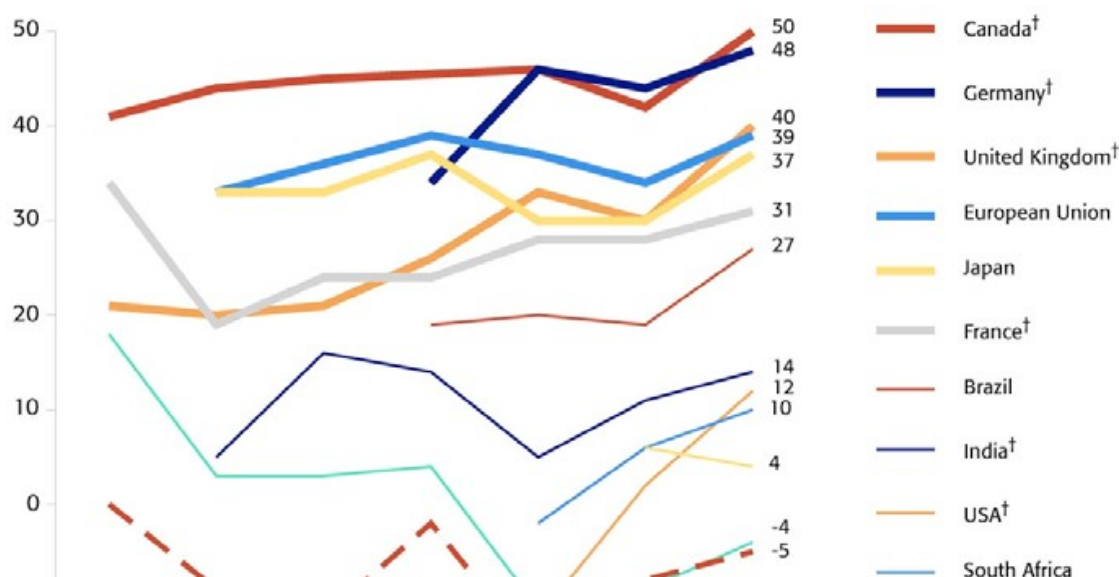 50
40
30
20
10
0
50
48
40
39
37
31
27
14
12
10
4
-4
-5
Canada†
Germany†
United Kingdom†
European Union
Japan
France†
Brazil
India†
USA†
South Africa